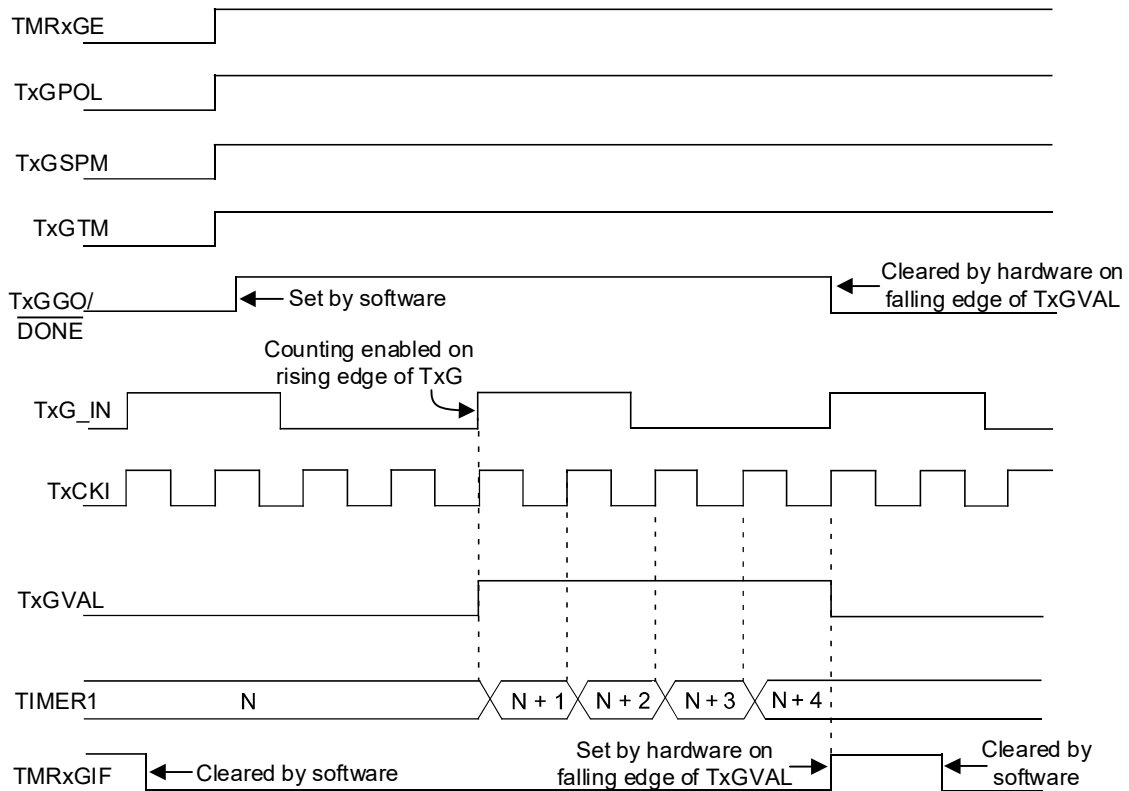 TMRxGE
TxGPOL
TxGSPM
TxGTM
TxGGO/
DONE
Set by software
Cleared by hardware on
falling edge of TxGVAL
Counting enabled on
rising edge of TxG
TxG_IN
TxCKI
TxGVAL
TIMER1
N
N + 1
N + 2
N + 3
N + 4
TMRxGIF
Cleared by software
Set by hardware on
falling edge of TxGVAL
Cleared by
software